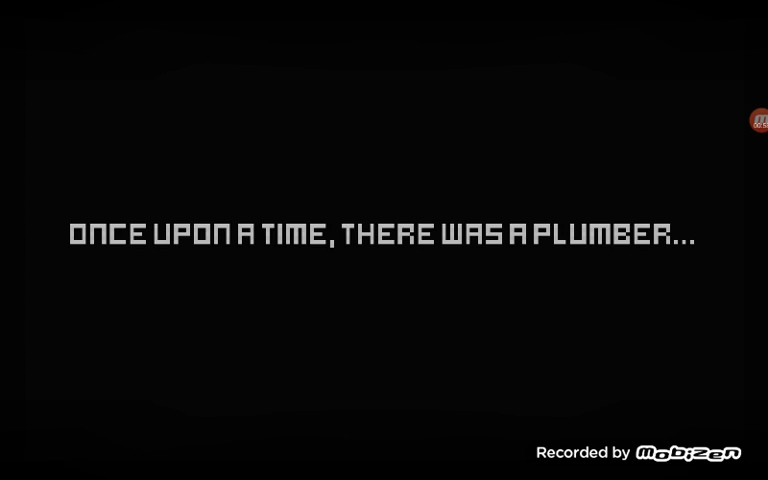 ONCE UPON A TIME, THERE WAS A PLUMBER...
Recorded by mobizen